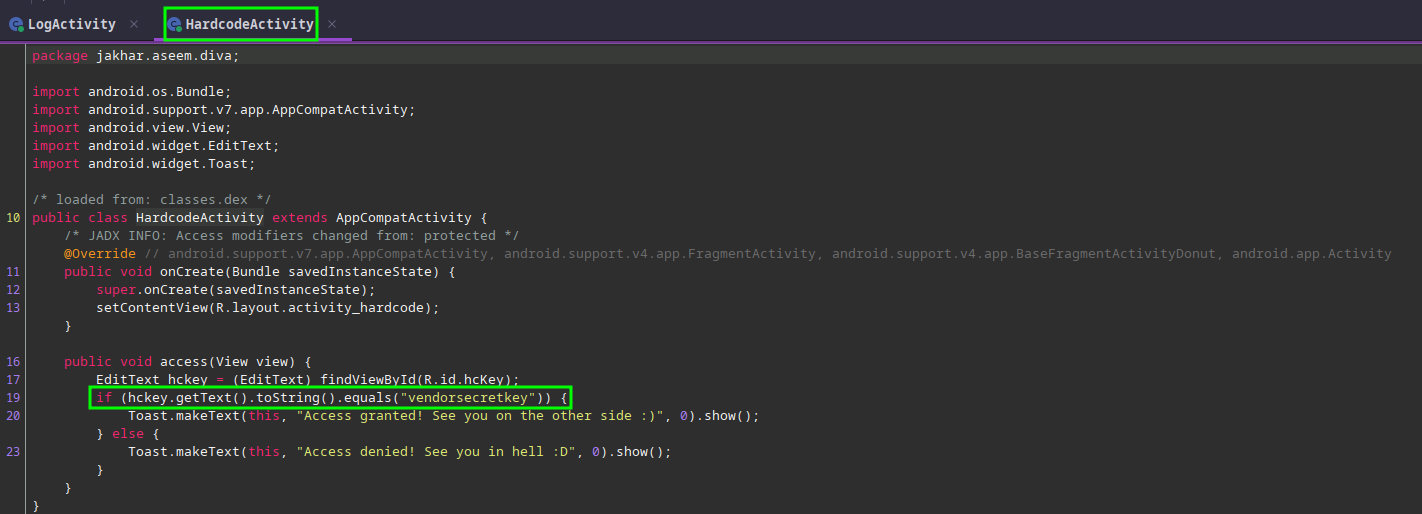 LogActivity × HardcodeActivity ×
package jakhar.aseem.diva;
import android.os.Bundle;
import android.support.v7.app.AppCompatActivity;
import android.view.View;
import android.widget.EditText;
import android.widget.Toast;
/* loaded from: classes.dex */
10 public class HardcodeActivity extends AppCompatActivity {
/* JADX INFO: Access modifiers changed from: protected */
@Override // android.support.v7.app.AppCompatActivity, android.support.v4.app.FragmentActivity, android.support.v4.app.BaseFragmentActivityDonut, android.app.Activity
11 public void onCreate(Bundle savedInstanceState) {
12 super.onCreate(savedInstanceState);
13 setContentView(R.layout.activity_hardcode);
}
16 public void access(View view) {
17 EditText hckey = (EditText) findViewById(R.id.hcKey);
19 if (hckey.getText().toString().equals("vendorsecretkey")) {
20 Toast.makeText(this, "Access granted! See you on the other side :)", 0).show();
} else {
23 Toast.makeText(this, "Access denied! See you in hell :D", 0).show();
}
}
}